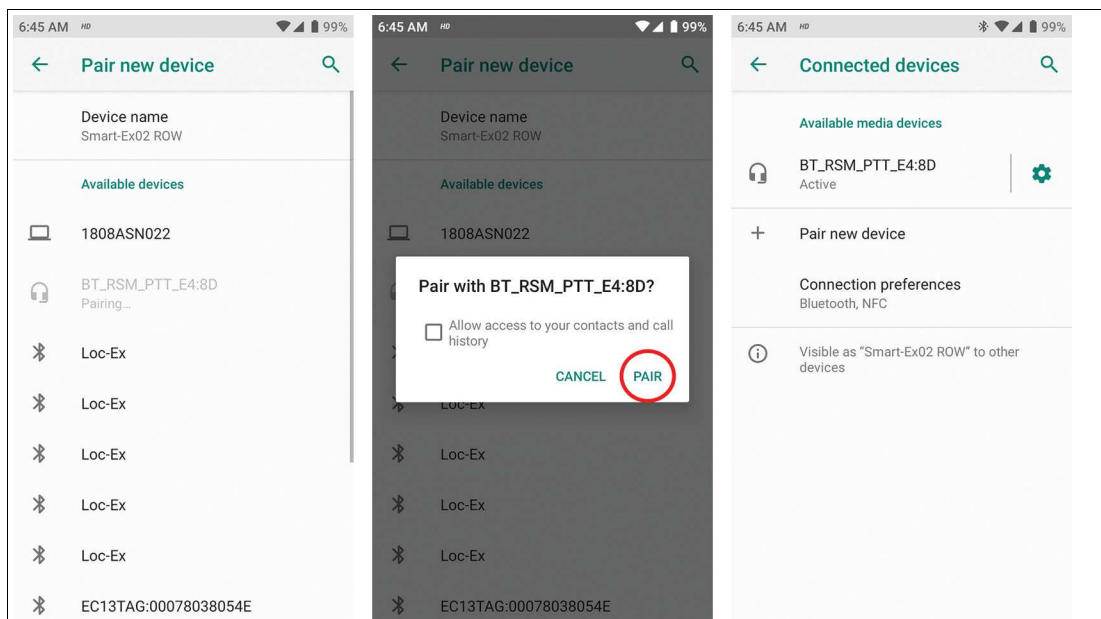 6:45 AM HD 99%
Pair new device
Device name
Smart-Ex02 ROW
Available devices
1808ASN022
BT_RSM_PTT_E4:8D
Pairing...
Loc-Ex
Loc-Ex
Loc-Ex
Loc-Ex
Loc-Ex
EC13TAG:00078038054E
6:45 AM HD 99%
Pair new device
Device name
Smart-Ex02 ROW
Available devices
1808ASN022
Pair with BT_RSM_PTT_E4:8D?
Allow access to your contacts and call
history
CANCEL PAIR
Loc-Ex
Loc-Ex
Loc-Ex
Loc-Ex
EC13TAG:00078038054E
6:45 AM HD 99%
Connected devices
Available media devices
BT_RSM_PTT_E4:8D
Active
Pair new device
Connection preferences
Bluetooth, NFC
Visible as “Smart-Ex02 ROW” to other
devices